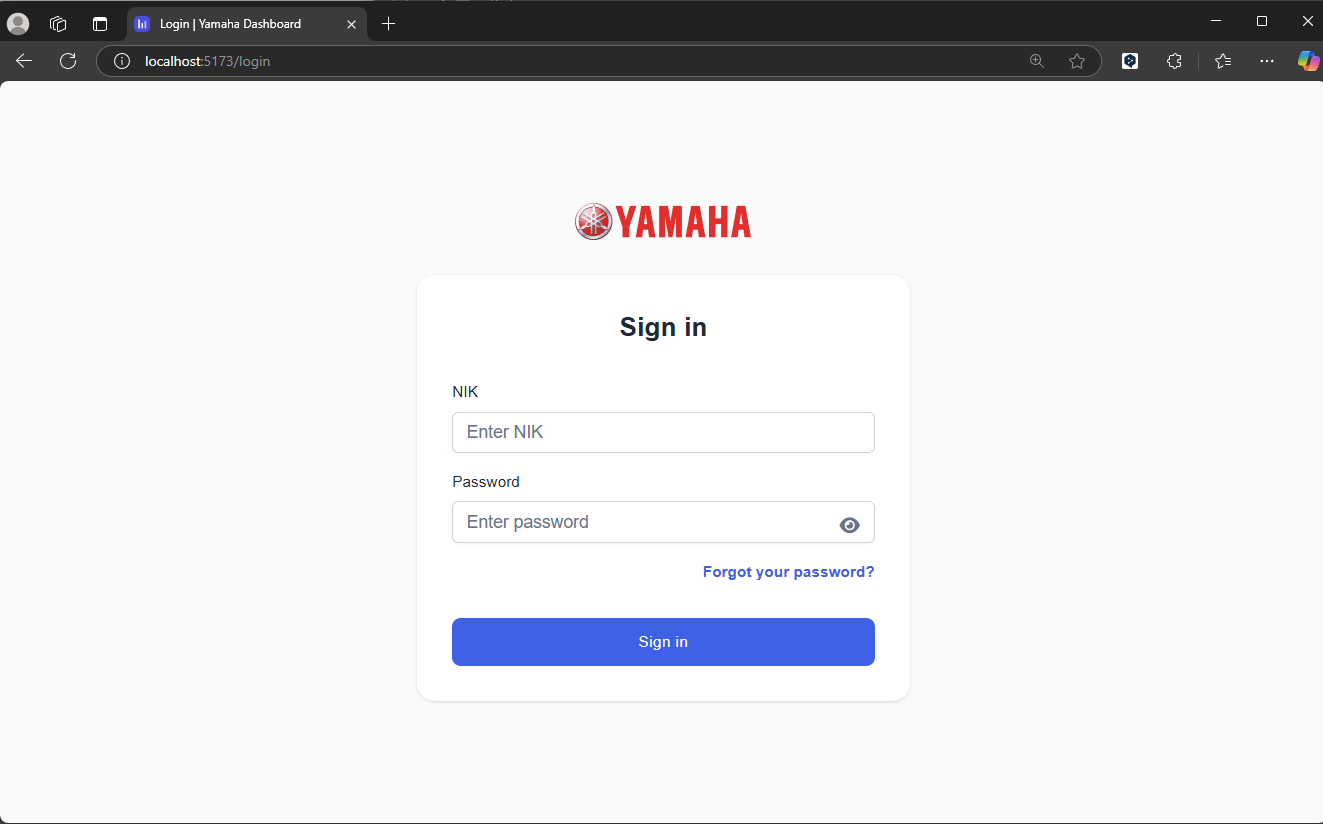 Login | Yamaha Dashboard
localhost:5173/login
YAMAHA
Sign in
NIK
Enter NIK
Password
Enter password
Forgot your password?
Sign in